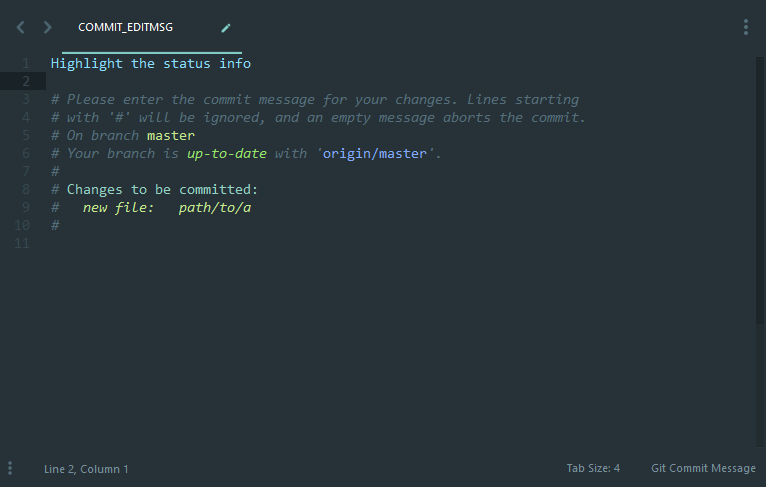 COMMIT_EDITMSG
1 Highlight the status info
2
3 # Please enter the commit message for your changes. Lines starting
4 # with '#' will be ignored, and an empty message aborts the commit.
5 # On branch master
6 # Your branch is up-to-date with 'origin/master'.
7 #
8 # Changes to be committed:
9 #   new file:   path/to/a
10 #
11
Line 2, Column 1
Tab Size: 4
Git Commit Message